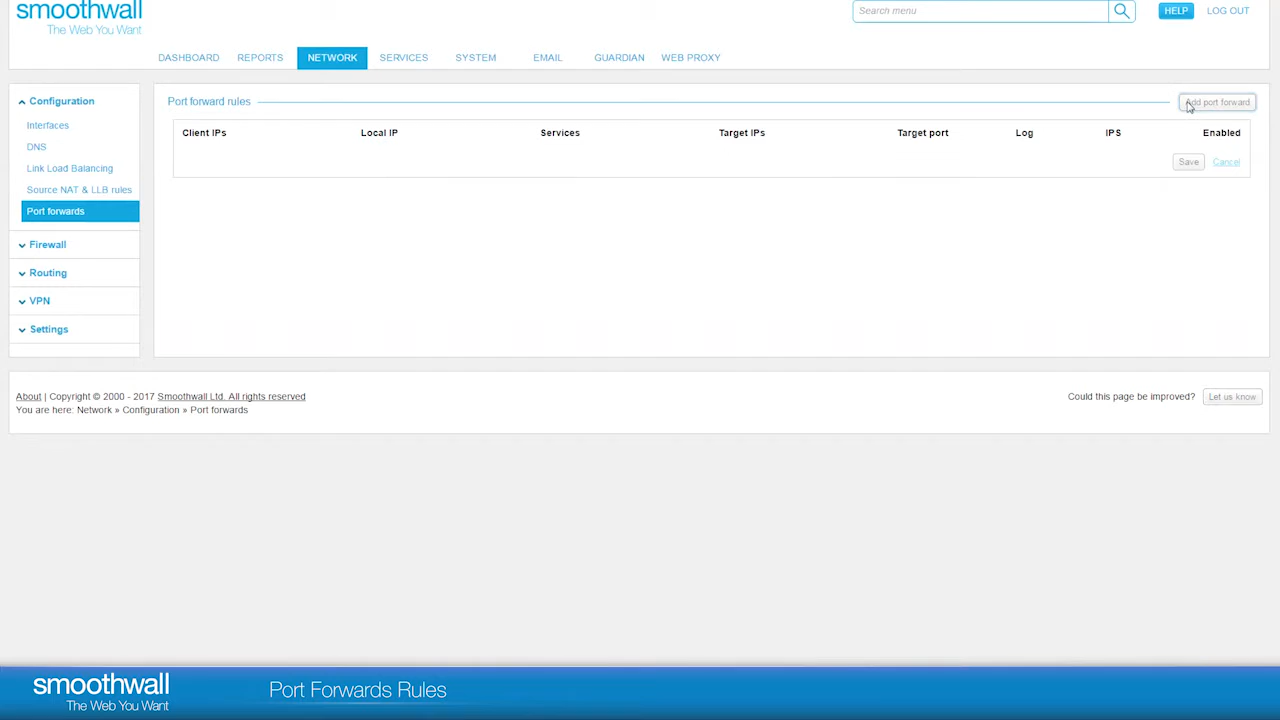 smoothwall
The Web You Want
Search menu
HELP
LOG OUT
DASHBOARD REPORTS NETWORK SERVICES SYSTEM EMAIL GUARDIAN WEB PROXY
Configuration
Interfaces
DNS
Link Load Balancing
Source NAT & LLB rules
Port forwards
Firewall
Routing
VPN
Settings
Port forward rules
Add port forward
Client IPs Local IP Services Target IPs Target port Log IPS Enabled
Save Cancel
About | Copyright © 2000 - 2017 Smoothwall Ltd. All rights reserved
You are here: Network » Configuration » Port forwards
Could this page be improved? Let us know
smoothwall
The Web You Want
Port Forwards Rules